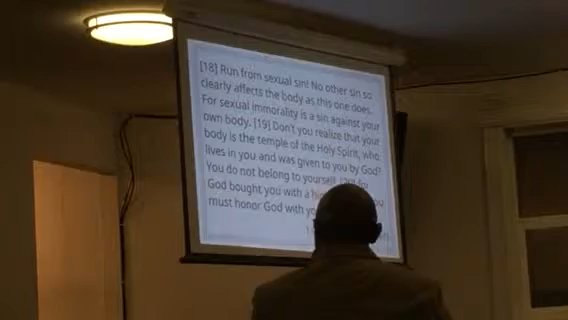 [18] Run from sexual sin! No other sin so
clearly affects the body as this one does.
For sexual immorality is a sin against your
own body. [19] Don't you realize that your
body is the temple of the Holy Spirit, who
lives in you and was given to you by God?
You do not belong to yourself,
God bought you with a
must honor God with